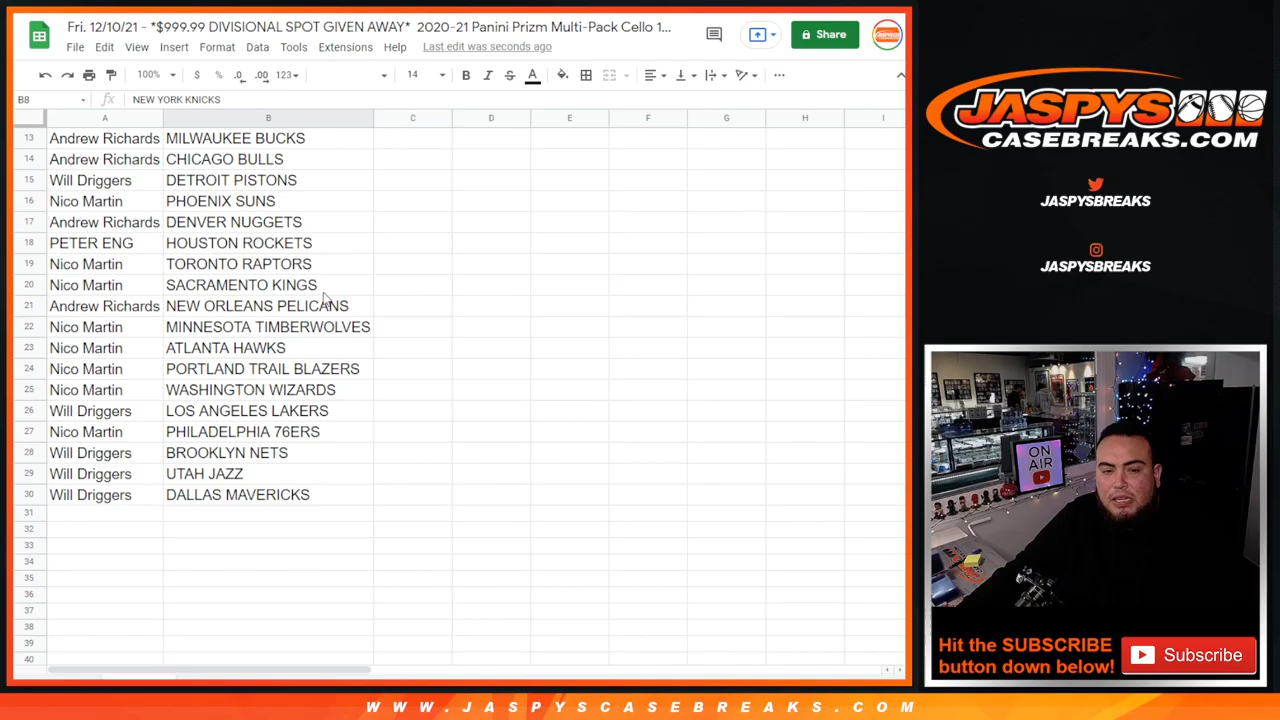 Fri. 12/10/21 - *$999.99 DIVISIONAL SPOT GIVEN AWAY* 2020-21 Panini Prizm Multi-Pack Cello 1...
File Edit View Insert Format Data Tools Extensions Help Last edit was seconds ago
Share
100% $ % .0 .00 123 14 B I S A
B8 fx NEW YORK KNICKS
A B C D E F G H I
13 Andrew Richards MILWAUKEE BUCKS
14 Andrew Richards CHICAGO BULLS
15 Will Driggers DETROIT PISTONS
16 Nico Martin PHOENIX SUNS
17 Andrew Richards DENVER NUGGETS
18 PETER ENG HOUSTON ROCKETS
19 Nico Martin TORONTO RAPTORS
20 Nico Martin SACRAMENTO KINGS
21 Andrew Richards NEW ORLEANS PELICANS
22 Nico Martin MINNESOTA TIMBERWOLVES
23 Nico Martin ATLANTA HAWKS
24 Nico Martin PORTLAND TRAIL BLAZERS
25 Nico Martin WASHINGTON WIZARDS
26 Will Driggers LOS ANGELES LAKERS
27 Nico Martin PHILADELPHIA 76ERS
28 Will Driggers BROOKLYN NETS
29 Will Driggers UTAH JAZZ
30 Will Driggers DALLAS MAVERICKS
31
32
33
34
35
36
37
38
39
40
JASPYS
CASEBREAKS.COM
JASPYSBREAKS
JASPYSBREAKS
ON
AIR
Hit the SUBSCRIBE
button down below!
Subscribe
WWW.JASPYSCASEBREAKS.COM